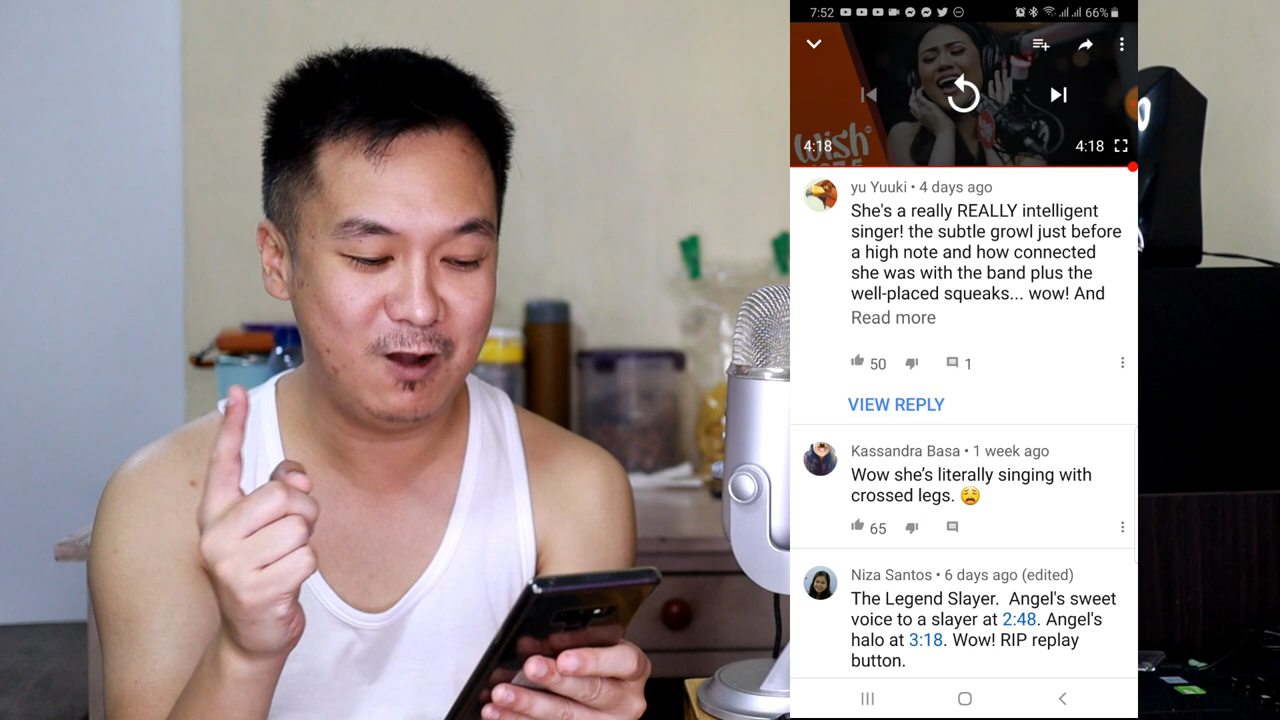 7:52
66%
Wish
107.5
4:18
4:18
yu Yuuki • 4 days ago
She's a really REALLY intelligent
singer! the subtle growl just before
a high note and how connected
she was with the band plus the
well-placed squeaks... wow! And
Read more
50
1
VIEW REPLY
Kassandra Basa • 1 week ago
Wow she’s literally singing with
crossed legs. 😩
65
Niza Santos • 6 days ago (edited)
The Legend Slayer.  Angel's sweet
voice to a slayer at 2:48. Angel's
halo at 3:18. Wow! RIP replay
button.